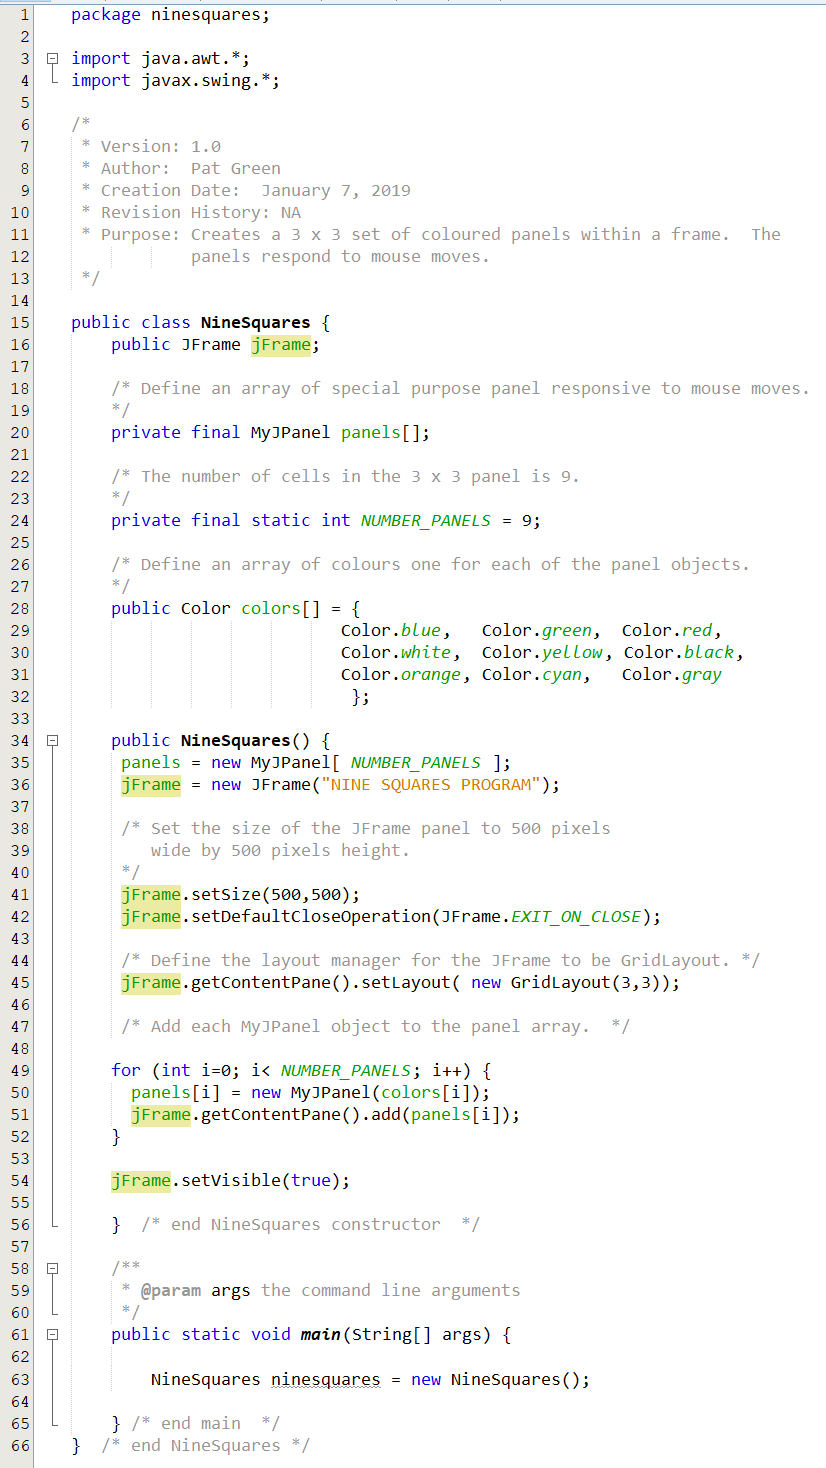 1 package ninesquares;
2
3 import java.awt.*;
4 import javax.swing.*;
5
6 /*
7  * Version: 1.0
8  * Author:  Pat Green
9  * Creation Date:  January 7, 2019
10  * Revision History: NA
11  * Purpose: Creates a 3 x 3 set of coloured panels within a frame.  The
12             panels respond to mouse moves.
13  */
14
15 public class NineSquares {
16     public JFrame jFrame;
17
18     /* Define an array of special purpose panel responsive to mouse moves.
19     */
20     private final MyJPanel panels[];
21
22     /* The number of cells in the 3 x 3 panel is 9.
23     */
24     private final static int NUMBER_PANELS = 9;
25
26     /* Define an array of colours one for each of the panel objects.
27     */
28     public Color colors[] = {
29                            Color.blue,   Color.green,  Color.red,
30                            Color.white,  Color.yellow, Color.black,
31                            Color.orange, Color.cyan,   Color.gray
32                             };
33
34     public NineSquares() {
35      panels = new MyJPanel[ NUMBER_PANELS ];
36      jFrame = new JFrame("NINE SQUARES PROGRAM");
37
38      /* Set the size of the JFrame panel to 500 pixels
39         wide by 500 pixels height.
40      */
41      jFrame.setSize(500,500);
42      jFrame.setDefaultCloseOperation(JFrame.EXIT_ON_CLOSE);
43
44      /* Define the layout manager for the JFrame to be GridLayout. */
45      jFrame.getContentPane().setLayout( new GridLayout(3,3));
46
47      /* Add each MyJPanel object to the panel array.  */
48
49     for (int i=0; i< NUMBER_PANELS; i++) {
50       panels[i] = new MyJPanel(colors[i]);
51       jFrame.getContentPane().add(panels[i]);
52     }
53
54     jFrame.setVisible(true);
55
56     }  /* end NineSquares constructor  */
57
58     /**
59      * @param args the command line arguments
60      */
61     public static void main(String[] args) {
62
63         NineSquares ninesquares = new NineSquares();
64
65     } /* end main  */
66 }  /* end NineSquares */